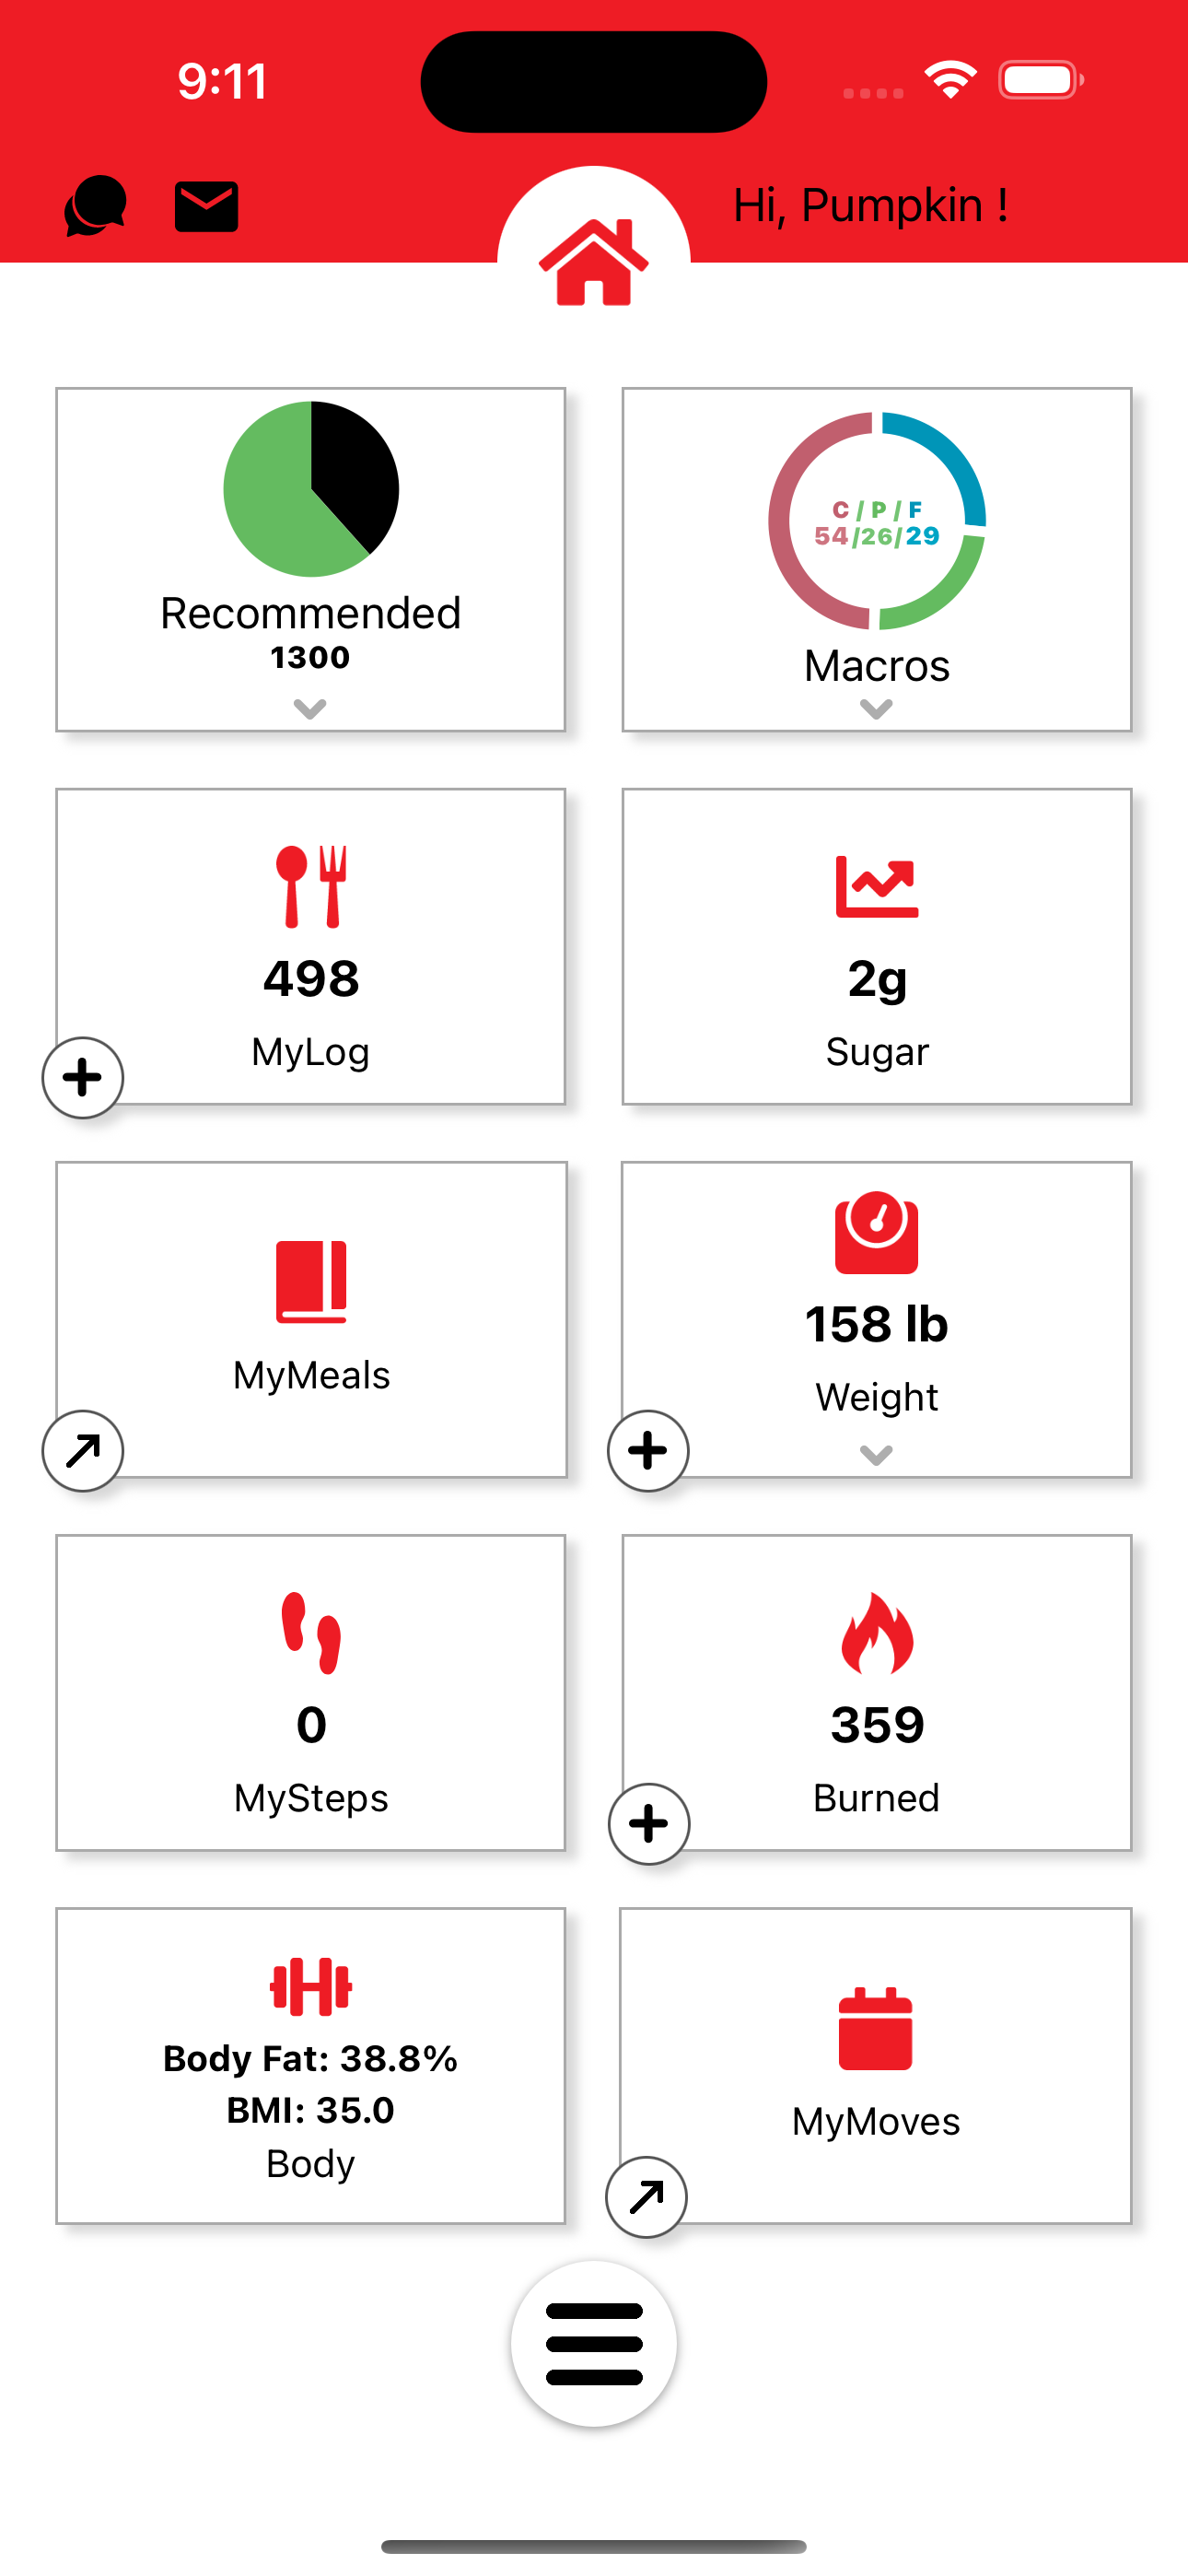 9:11
Hi, Pumpkin !
Recommended
1300
C / P / F
54/26/29
Macros
498
MyLog
2g
Sugar
MyMeals
158 lb
Weight
0
MySteps
359
Burned
Body Fat: 38.8%
BMI: 35.0
Body
MyMoves